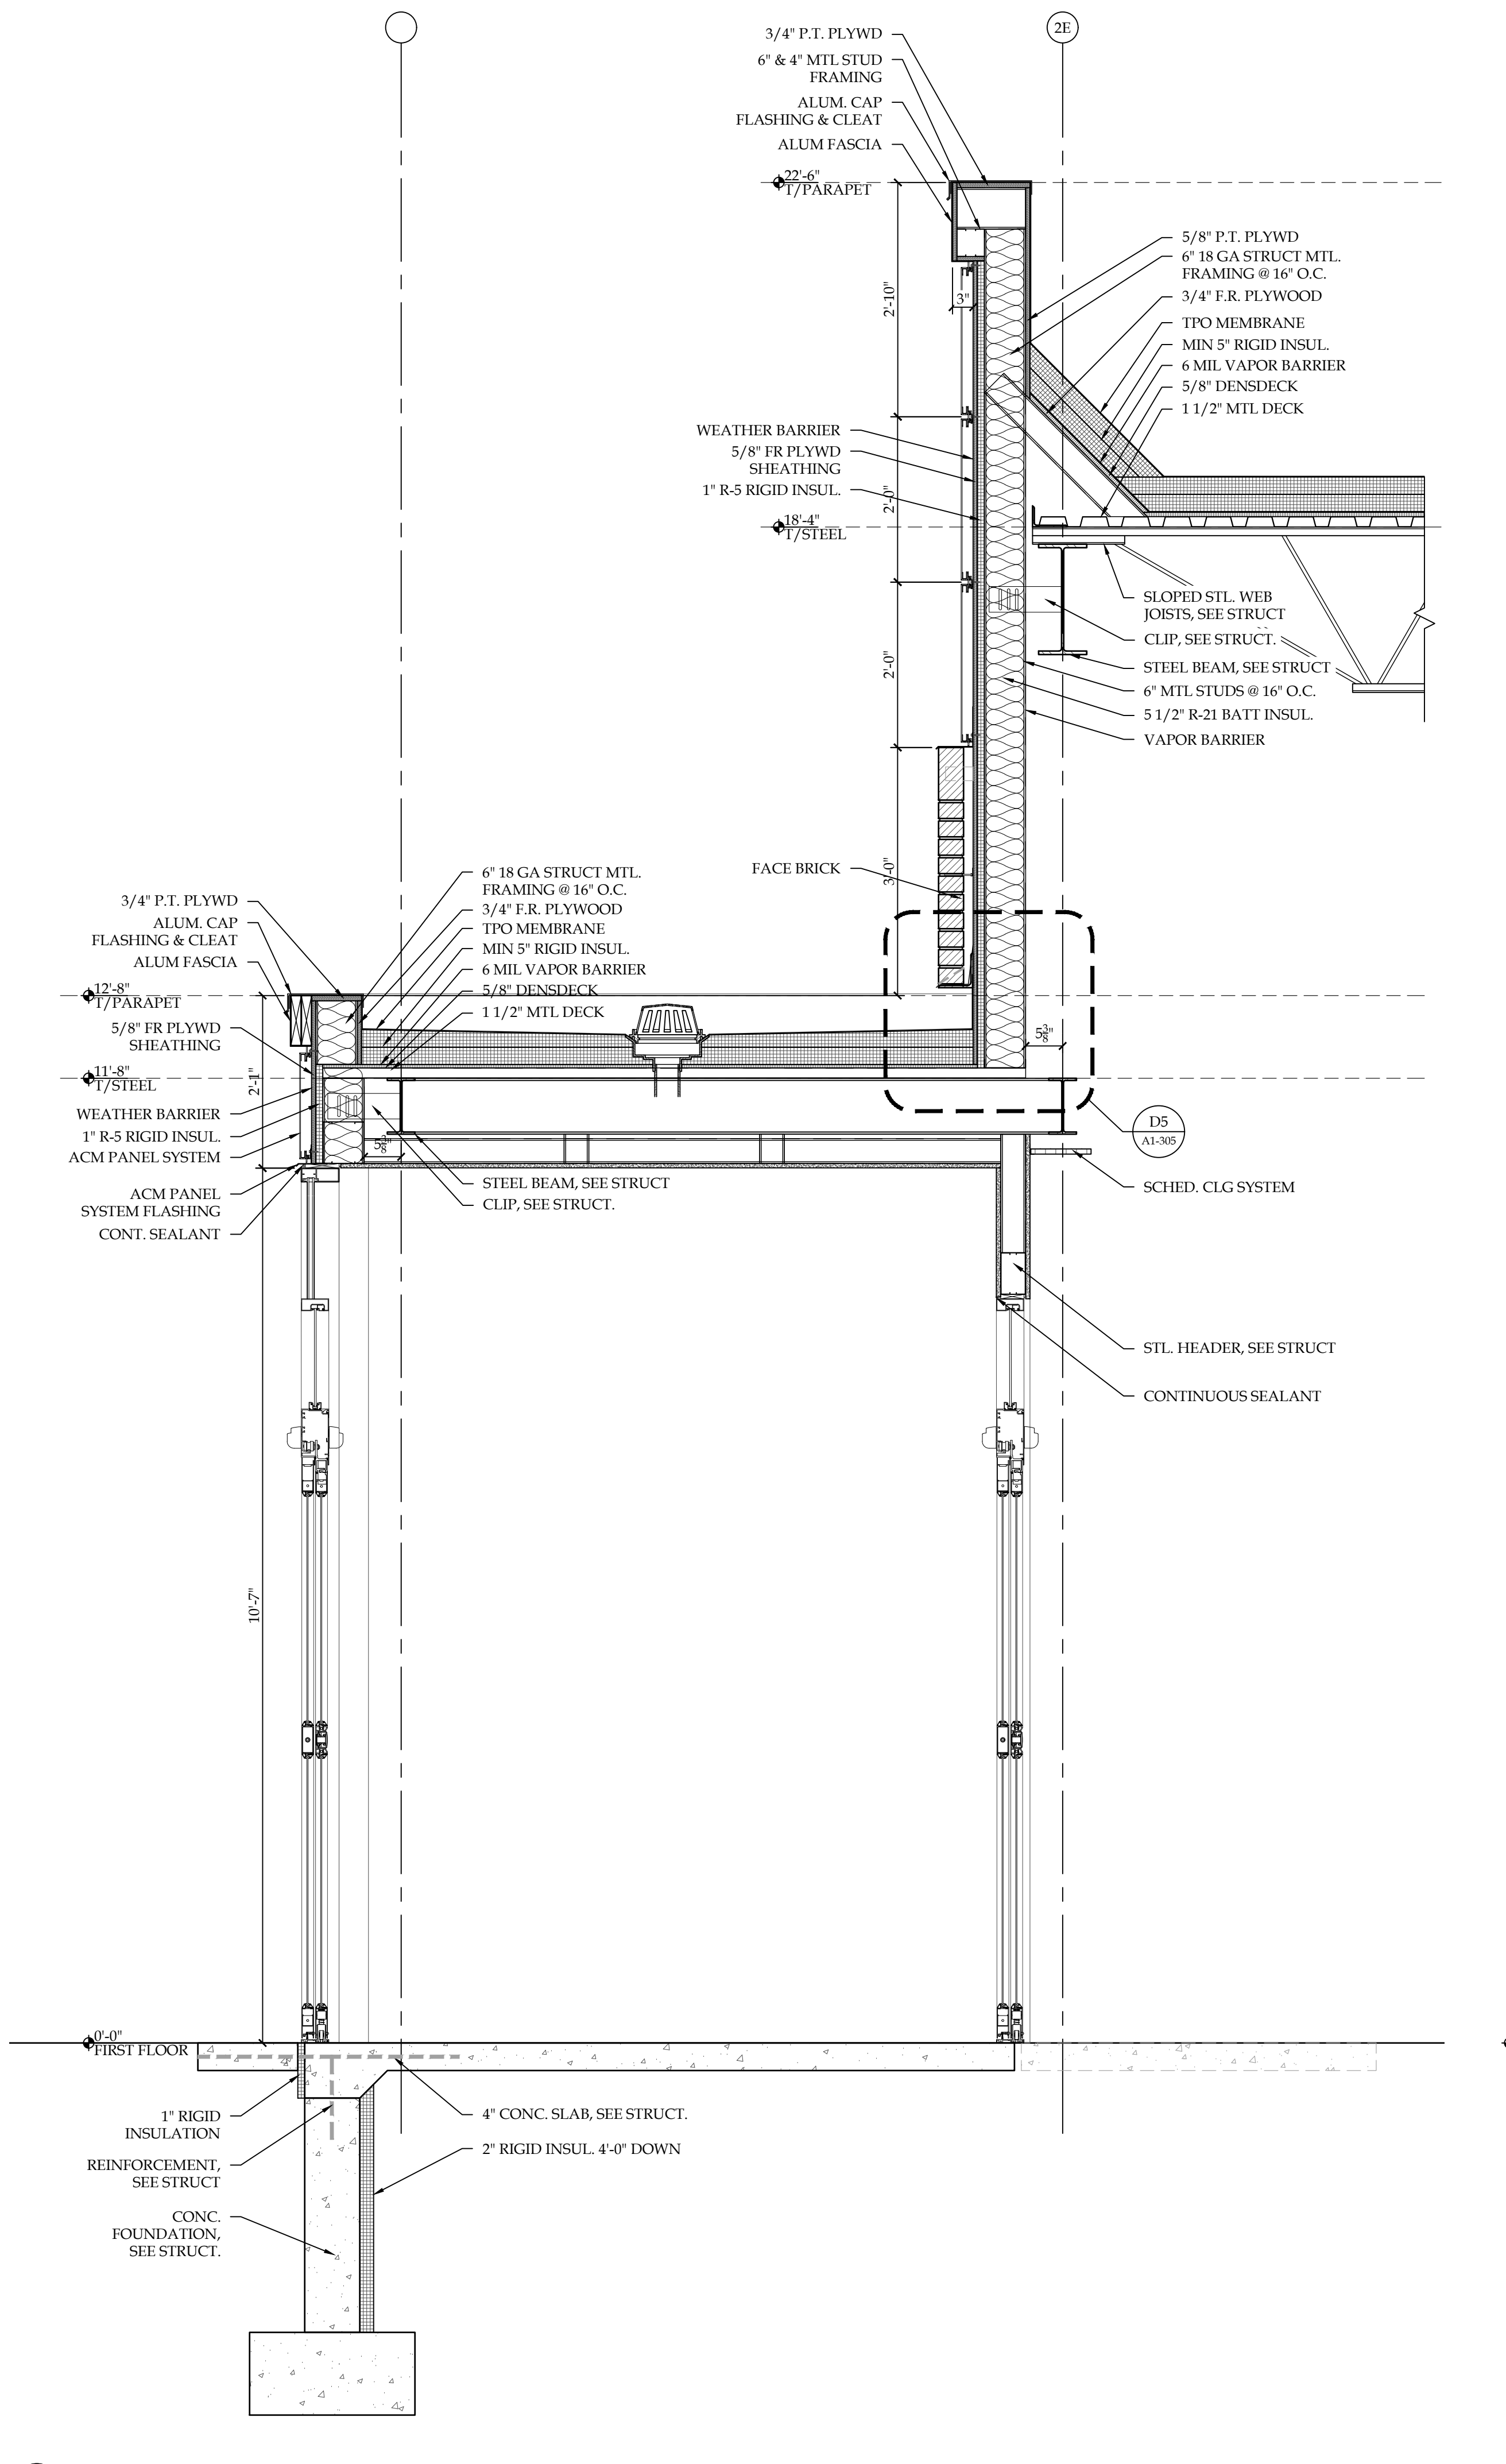 2E
3/4" P.T. PLYWD
6" & 4" MTL STUD
FRAMING
ALUM. CAP
FLASHING & CLEAT
ALUM FASCIA
22'-6"
T/PARAPET
5/8" P.T. PLYWD
6" 18 GA STRUCT MTL.
FRAMING @ 16" O.C.
3/4" F.R. PLYWOOD
TPO MEMBRANE
MIN 5" RIGID INSUL.
6 MIL VAPOR BARRIER
5/8" DENSDECK
1 1/2" MTL DECK
2'-10"
3"
WEATHER BARRIER
5/8" FR PLYWD
SHEATHING
1" R-5 RIGID INSUL.
2'-0"
18'-4"
T/STEEL
SLOPED STL. WEB
JOISTS, SEE STRUCT
CLIP, SEE STRUCT.
STEEL BEAM, SEE STRUCT
6" MTL STUDS @ 16" O.C.
5 1/2" R-21 BATT INSUL.
VAPOR BARRIER
2'-0"
FACE BRICK
3'-0"
6" 18 GA STRUCT MTL.
FRAMING @ 16" O.C.
3/4" F.R. PLYWOOD
TPO MEMBRANE
MIN 5" RIGID INSUL.
6 MIL VAPOR BARRIER
5/8" DENSDECK
1 1/2" MTL DECK
3/4" P.T. PLYWD
ALUM. CAP
FLASHING & CLEAT
ALUM FASCIA
12'-8"
T/PARAPET
5/8" FR PLYWD
SHEATHING
11'-8"
T/STEEL
2'-1"
WEATHER BARRIER
1" R-5 RIGID INSUL.
ACM PANEL SYSTEM
ACM PANEL
SYSTEM FLASHING
CONT. SEALANT
5 3/8"
5 3/8"
STEEL BEAM, SEE STRUCT
CLIP, SEE STRUCT.
D5
A1-305
SCHED. CLG SYSTEM
STL. HEADER, SEE STRUCT
CONTINUOUS SEALANT
10'-7"
0'-0"
FIRST FLOOR
1" RIGID
INSULATION
REINFORCEMENT,
SEE STRUCT
CONC.
FOUNDATION,
SEE STRUCT.
4" CONC. SLAB, SEE STRUCT.
2" RIGID INSUL. 4'-0" DOWN